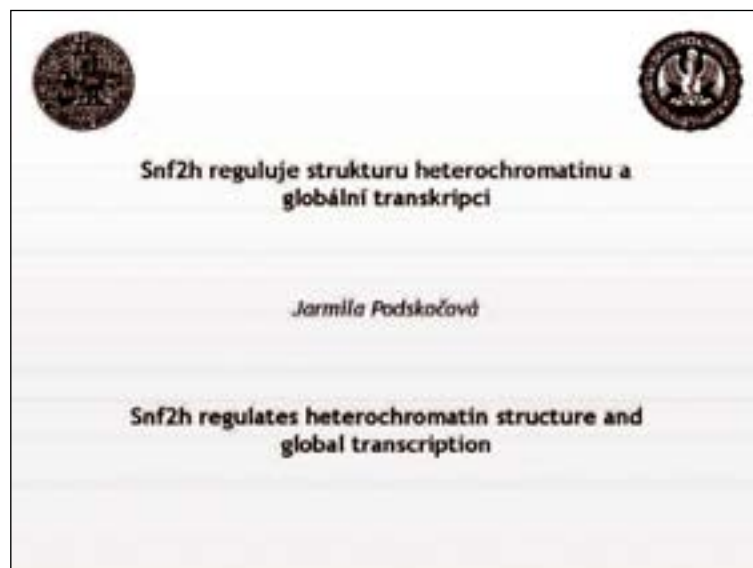 Snf2h reguluje strukturu heterochromatinu a
globální transkripci
Jarmila Podskočová
Snf2h regulates heterochromatin structure and
global transcription